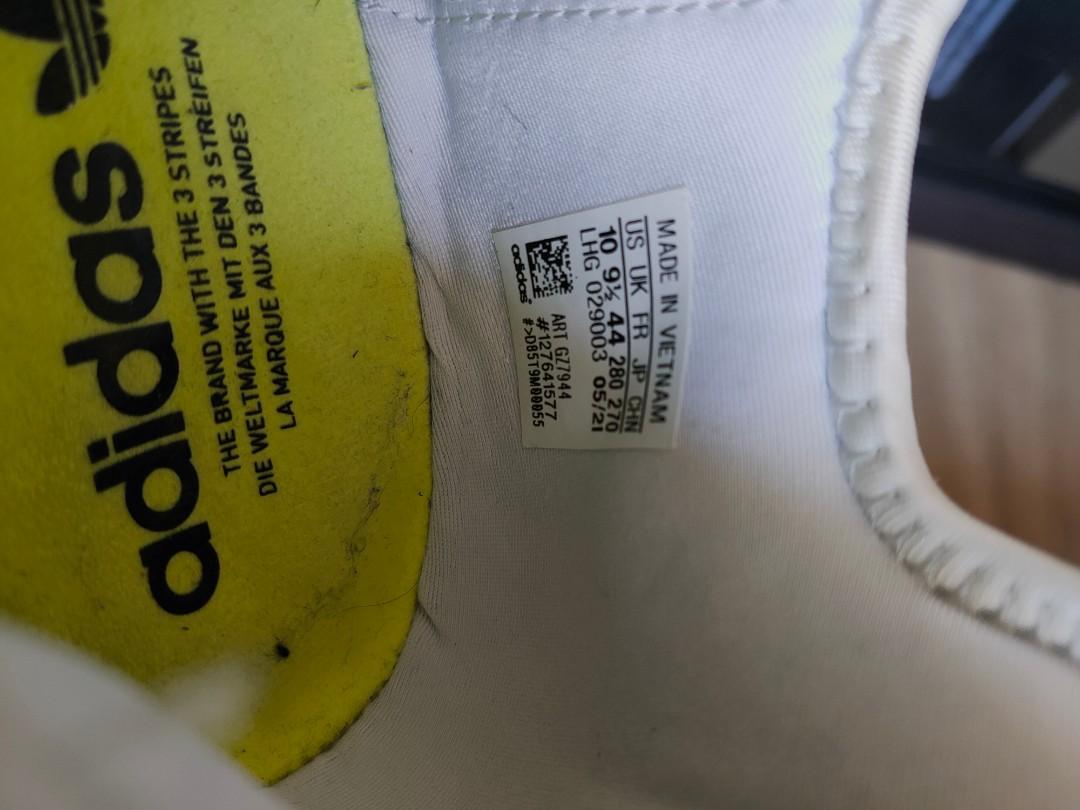 adidas
THE BRAND WITH THE 3 STRIPES
DIE WELTMARKE MIT DEN 3 STREIFEN
LA MARQUE AUX 3 BANDES
MADE IN VIETNAM
US UK FR JP CHN
10 9½ 44 280 270
LHG 029003 05/21
adidas
ART GZ7944
#127641577
#>D85T9M00055